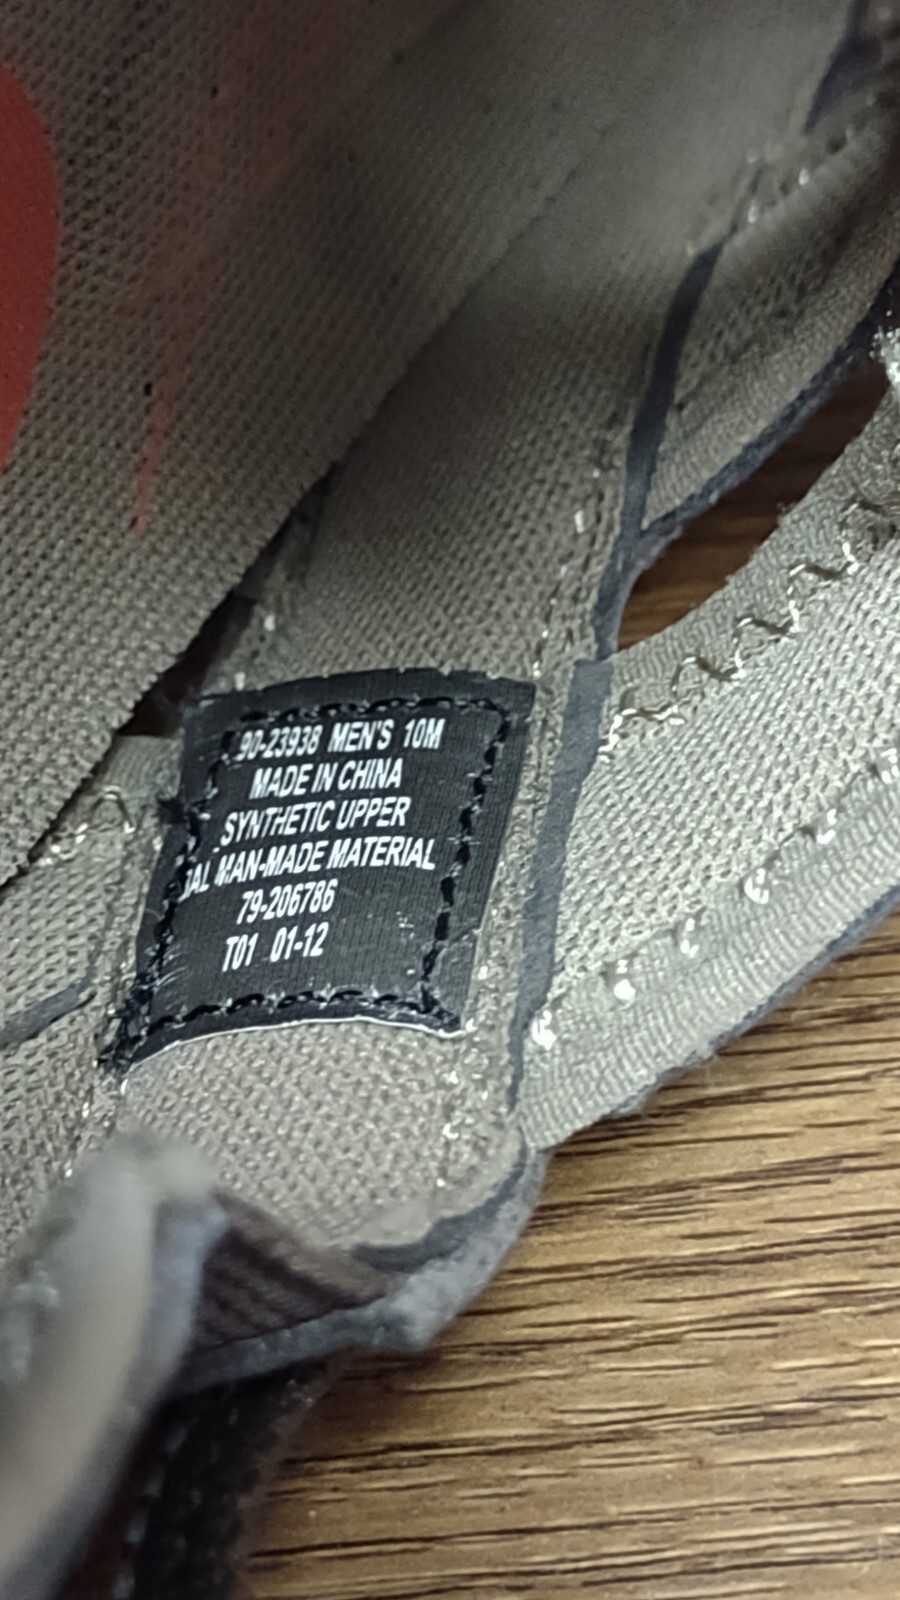 90-23938 MEN'S 10M
MADE IN CHINA
SYNTHETIC UPPER
MAN-MADE MATERIAL
79-206786
T01 01-12